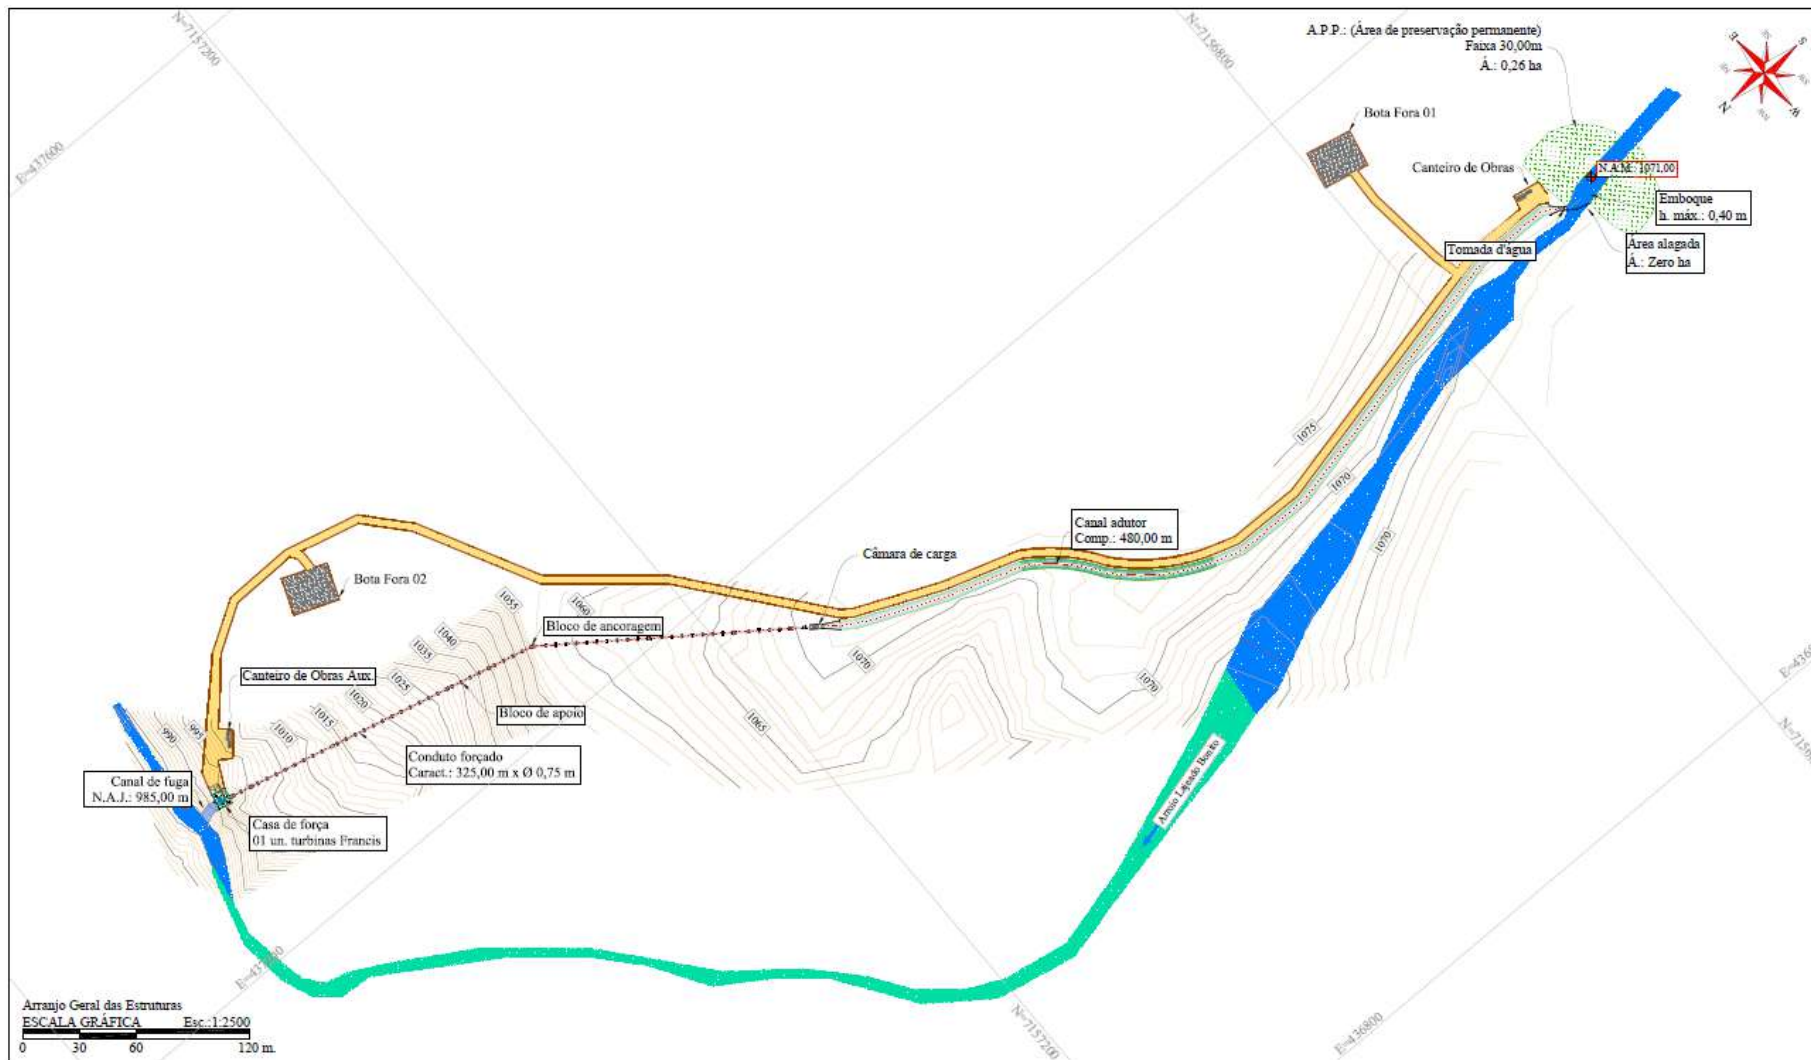 N=7157200
N=7156800
A.P.P.: (Área de preservação permanente)
Faixa 30,00m
Á.: 0,26 ha
E
S
N
W
E=437600
Bota Fora 01
Canteiro de Obras
N.A.M.: 1071,00
Emboque
h. máx.: 0,40 m
Tomada d'água
Área alagada
Á.: Zero ha
1075
1070
1070
Canal adutor
Comp.: 480,00 m
Câmara de carga
Bota Fora 02
1055
1060
Bloco de ancoragem
1040
1035
1070
1070
Canteiro de Obras Aux.
1025
1020
Bloco de apoio
1015
1010
1065
995
990
Conduto forçado
Caract.: 325,00 m x Ø 0,75 m
Canal de fuga
N.A.J.: 985,00 m
Casa de força
01 un. turbinas Francis
Arroio Lajeado Bonito
Arranjo Geral das Estruturas
ESCALA GRÁFICA Esc.:1:2500
0 30 60 120 m.
N=7157200
E=436800